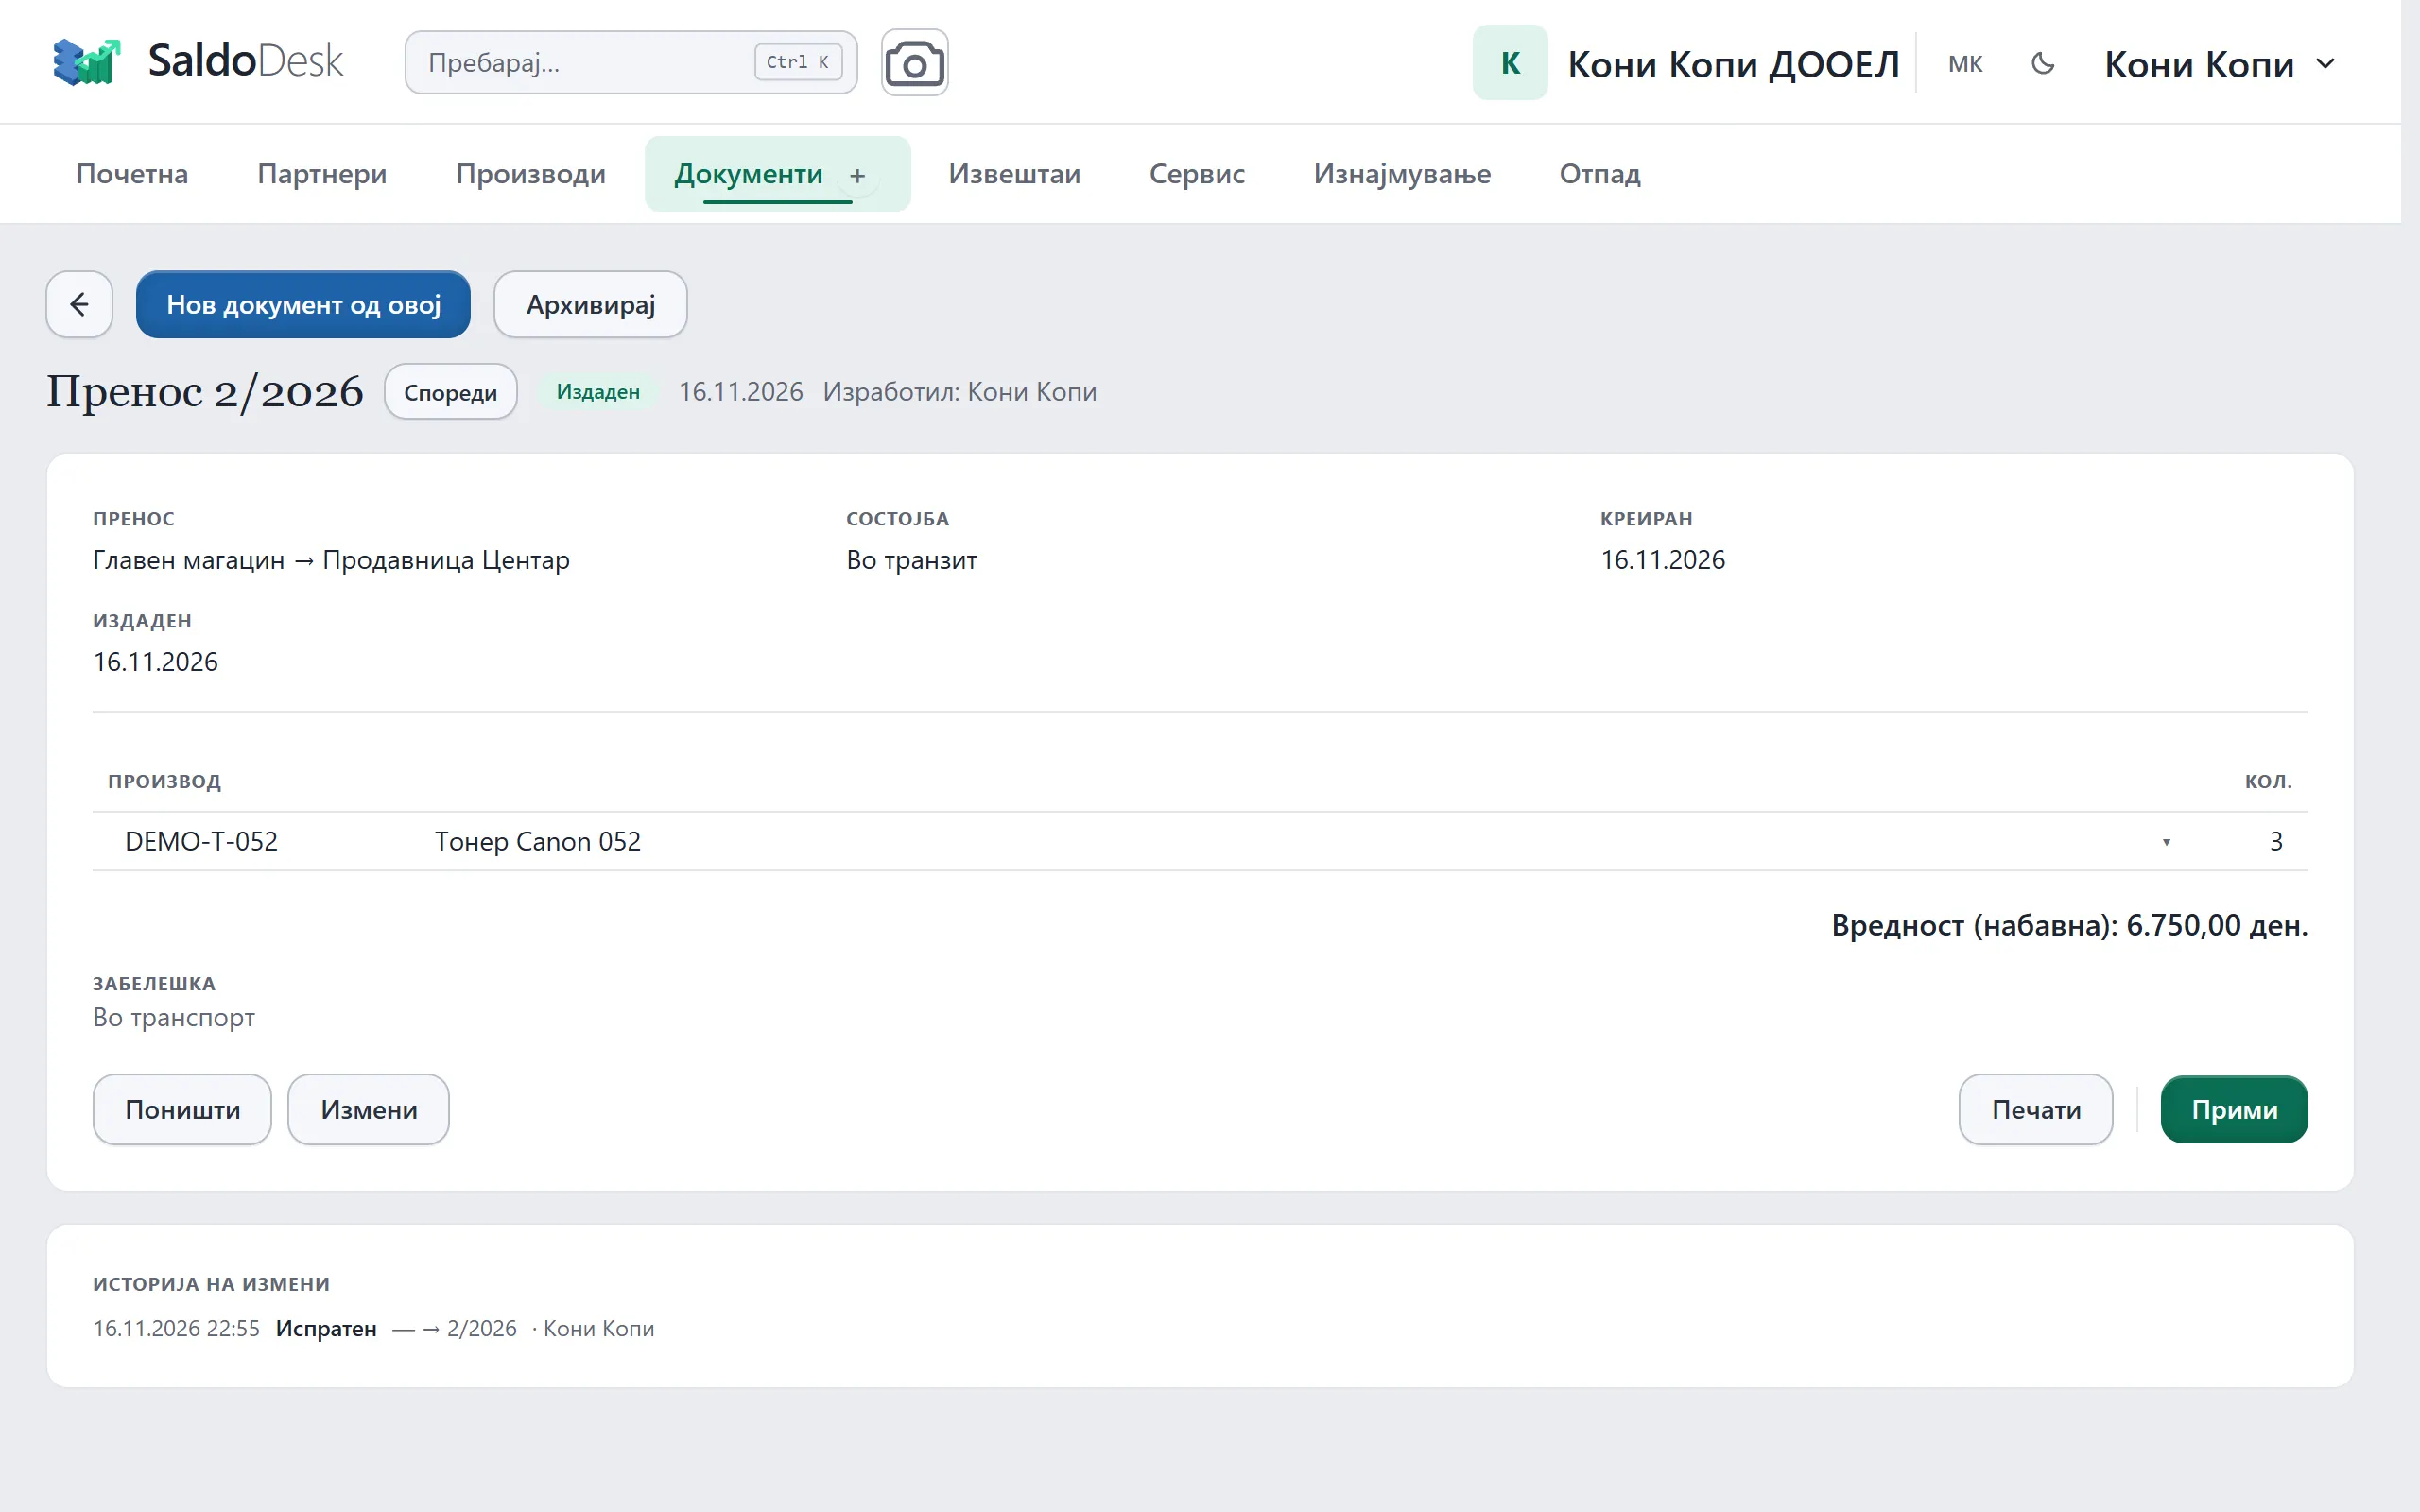 SaldoDesk Пребарај... Ctrl K К Кони Копи ДООЕЛ МК Кони Копи
Почетна Партнери Производи Документи + Извештаи Сервис Изнајмување Отпад
Нов документ од овој Архивирај
Пренос 2/2026 Спореди Издаден 16.11.2026 Изработил: Кони Копи
ПРЕНОС СОСТОЈБА КРЕИРАН
Главен магацин → Продавница Центар Во транзит 16.11.2026
ИЗДАДЕН
16.11.2026
ПРОИЗВОД КОЛ.
DEMO-T-052 Тонер Canon 052 ▾ 3
Вредност (набавна): 6.750,00 ден.
ЗАБЕЛЕШКА
Во транспорт
Поништи Измени Печати Прими
ИСТОРИЈА НА ИЗМЕНИ
16.11.2026 22:55 Испратен — → 2/2026 · Кони Копи